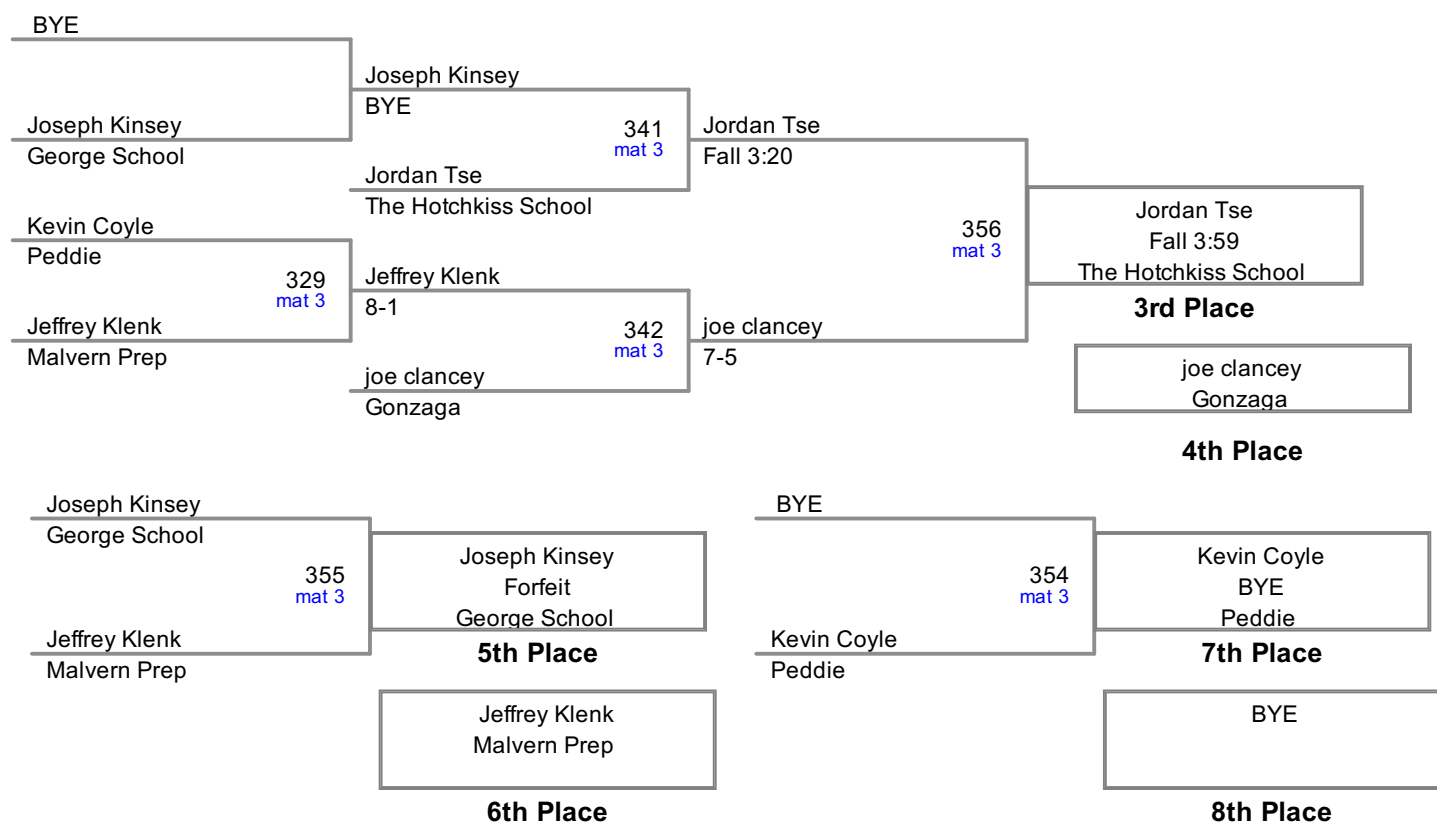 BYE
Joseph Kinsey
BYE
Joseph Kinsey
George School
341
mat 3
Jordan Tse
Fall 3:20
Jordan Tse
The Hotchkiss School
Kevin Coyle
Peddie
329
mat 3
Jeffrey Klenk
8-1
Jeffrey Klenk
Malvern Prep
342
mat 3
joe clancey
7-5
joe clancey
Gonzaga
356
mat 3
Jordan Tse
Fall 3:59
The Hotchkiss School
3rd Place
joe clancey
Gonzaga
4th Place
Joseph Kinsey
George School
355
mat 3
Jeffrey Klenk
Malvern Prep
Joseph Kinsey
Forfeit
George School
5th Place
Jeffrey Klenk
Malvern Prep
6th Place
BYE
354
mat 3
Kevin Coyle
Peddie
Kevin Coyle
BYE
Peddie
7th Place
BYE
8th Place